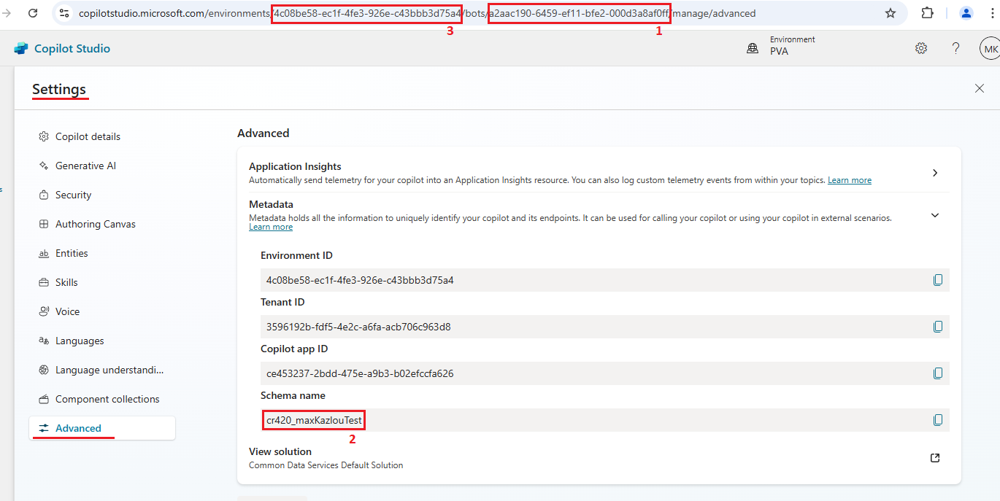 copilotstudio.microsoft.com/environments/4c08be58-ec1f-4fe3-926e-c43bbb3d75a4/bots/a2aac190-6459-ef11-bfe2-000d3a8af0ff/manage/advanced
3
1
Copilot Studio
Environment
PVA
?
MK
Settings
Copilot details
Generative AI
Security
Authoring Canvas
ab Entities
Skills
Voice
Languages
Language understandi...
Component collections
Advanced
s
Advanced
Application Insights
Automatically send telemetry for your copilot into an Application Insights resource. You can also log custom telemetry events from within your topics. Learn more
Metadata
Metadata holds all the information to uniquely identify your copilot and its endpoints. It can be used for calling your copilot or using your copilot in external scenarios.
Learn more
Environment ID
4c08be58-ec1f-4fe3-926e-c43bbb3d75a4
Tenant ID
3596192b-fdf5-4e2c-a6fa-acb706c963d8
Copilot app ID
ce453237-2bdd-475e-a9b3-b02efccfa626
Schema name
cr420_maxKazlouTest
2
View solution
Common Data Services Default Solution